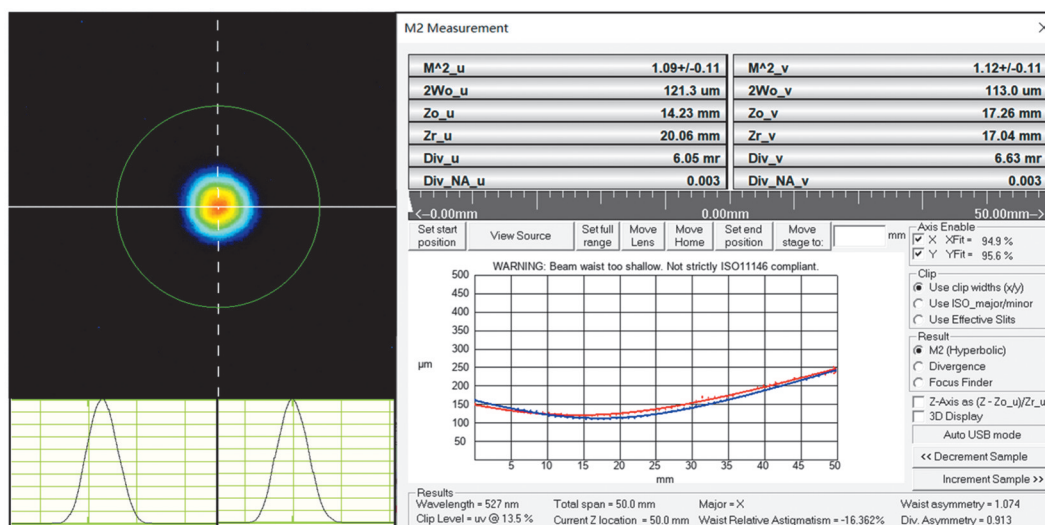 M2 Measurement
M^2_u 1.09+/-0.11 M^2_v 1.12+/-0.11
2Wo_u 121.3 um 2Wo_v 113.0 um
Zo_u 14.23 mm Zo_v 17.26 mm
Zr_u 20.06 mm Zr_v 17.04 mm
Div_u 6.05 mr Div_v 6.63 mr
Div_NA_u 0.003 Div_NA_v 0.003
<–0.00mm 0.00mm 50.00mm–>
Set start position View Source Set full range Move Lens Move Home Set end position Move stage to: mm
Axis Enable
X XFit = 94.9 %
Y YFit = 95.6 %
Clip
Use clip widths (x/y)
Use ISO_major/minor
Use Effective Slits
Result
M2 (Hyperbolic)
Divergence
Focus Finder
Z-Axis as (Z - Zo_u)/Zr_u
3D Display
Auto USB mode
<< Decrement Sample
Increment Sample >>
WARNING: Beam waist too shallow. Not strictly ISO11146 compliant.
500
450
400
350
300
250
200
150
100
50
µm
5 10 15 20 25 30 35 40 45 50
mm
Results
Wavelength = 527 nm Total span = 50.0 mm Major = X Waist asymmetry = 1.074
Clip Level = uv @ 13.5 % Current Z location = 50.0 mm Waist Relative Astigmatism = -16.362% Div. Asymmetry = 0.913